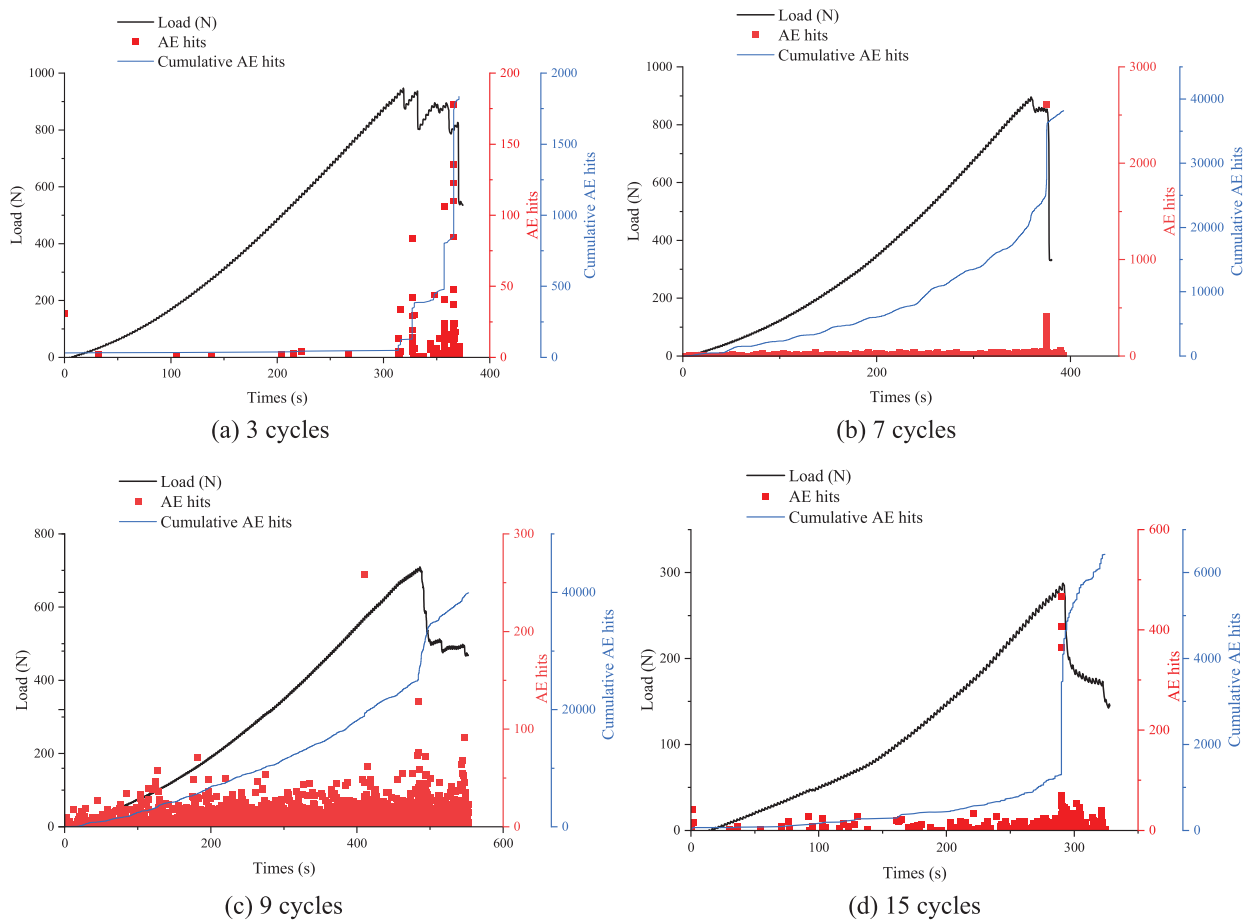 Load (N)
AE hits
Cumulative AE hits
1000
800
600
400
200
0
Load (N)
0 100 200 300 400
Times (s)
200
150
100
50
0
AE hits
2000
1500
1000
500
0
Cumulative AE hits
(a) 3 cycles
Load (N)
AE hits
Cumulative AE hits
1000
800
600
400
200
0
Load (N)
0 200 400
Times (s)
3000
2000
1000
0
AE hits
40000
30000
20000
10000
0
Cumulative AE hits
(b) 7 cycles
Load (N)
AE hits
Cumulative AE hits
800
600
400
200
0
Load (N)
0 200 400 600
Times (s)
300
200
100
0
AE hits
40000
20000
0
Cumulative AE hits
(c) 9 cycles
Load (N)
AE hits
Cumulative AE hits
300
200
100
0
Load (N)
0 100 200 300
Times (s)
600
400
200
0
AE hits
6000
4000
2000
0
Cumulative AE hits
(d) 15 cycles